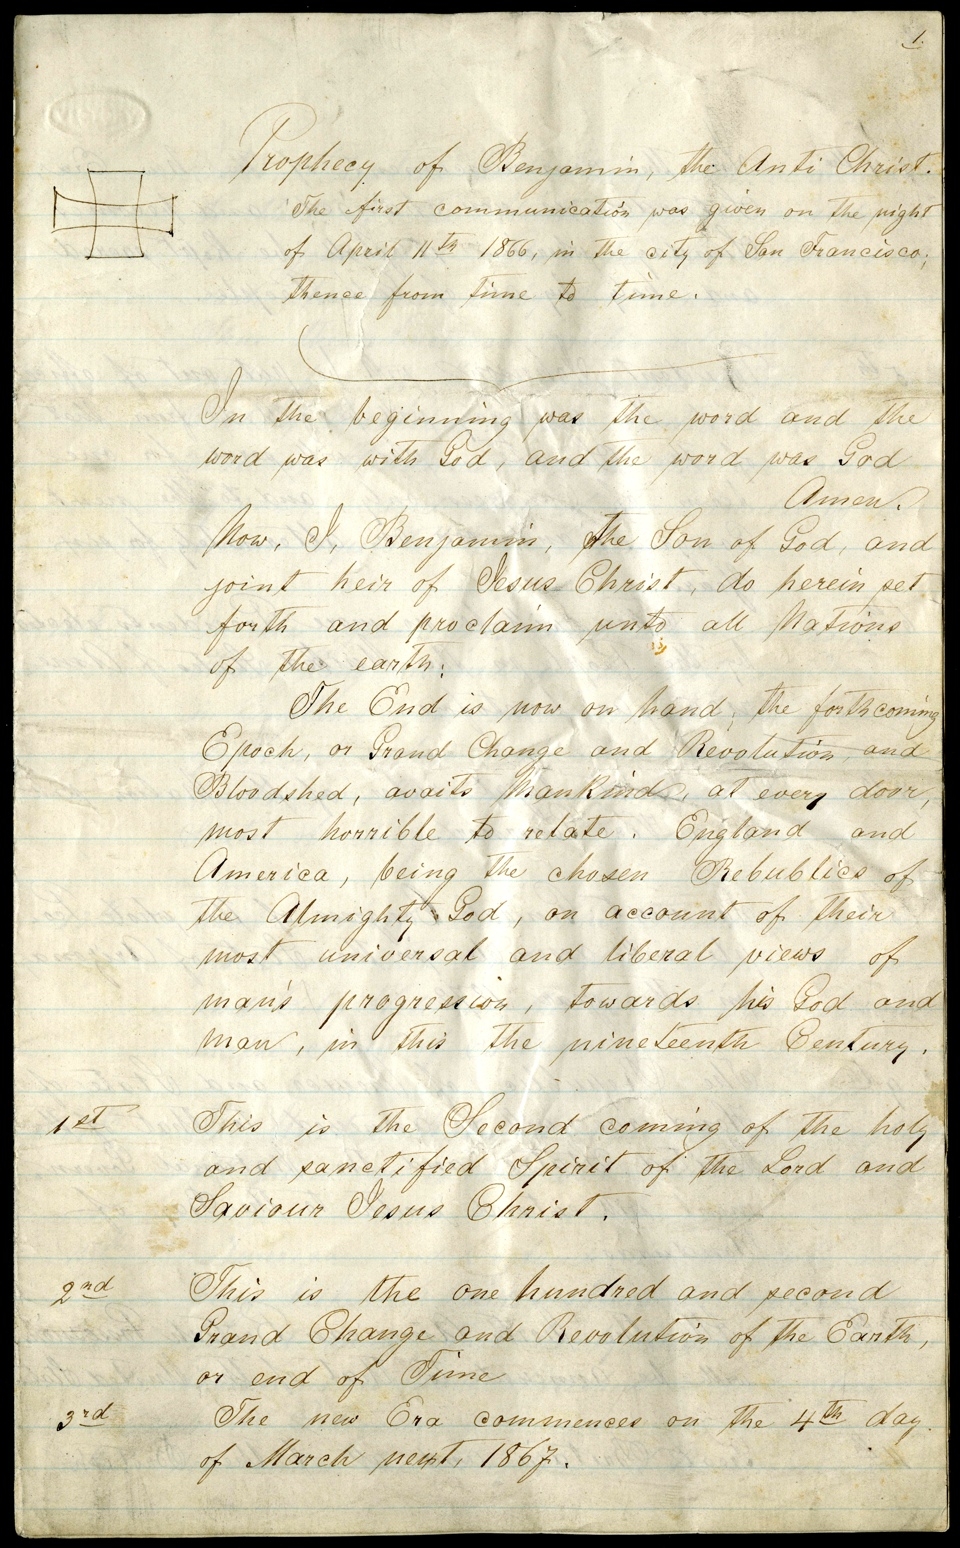 1.
Prophecy of Benjamin, the Anti Christ.
The first communication was given on the night
of April 11th 1866, in the city of San Francisco;
thence from time to time.
In the beginning was the word and the
word was with God, and the word was God
Amen.
Now, I, Benjamin, the Son of God, and
joint heir of Jesus Christ, do herein set
forth and proclaim unto all Nations
of the earth:
The End is now on hand, the forthcoming
Epoch, or Grand Change and Revolution and
Bloodshed, avaits Mankind, at every door,
most horrible to relate. England and
America, being the chosen Rebublics of
the Almighty God, on account of their
most universal and liberal views of
man's progression, towards his God and
man, in this the nineteenth Century.
1st This is the Second coming of the holy
and sanctified Spirit of the Lord and
Saviour Jesus Christ.
2nd This is the one hundred and second
Grand Change and Revolution of the Earth,
or end of Time
3rd The new Era commences on the 4th day
of March next, 1867.